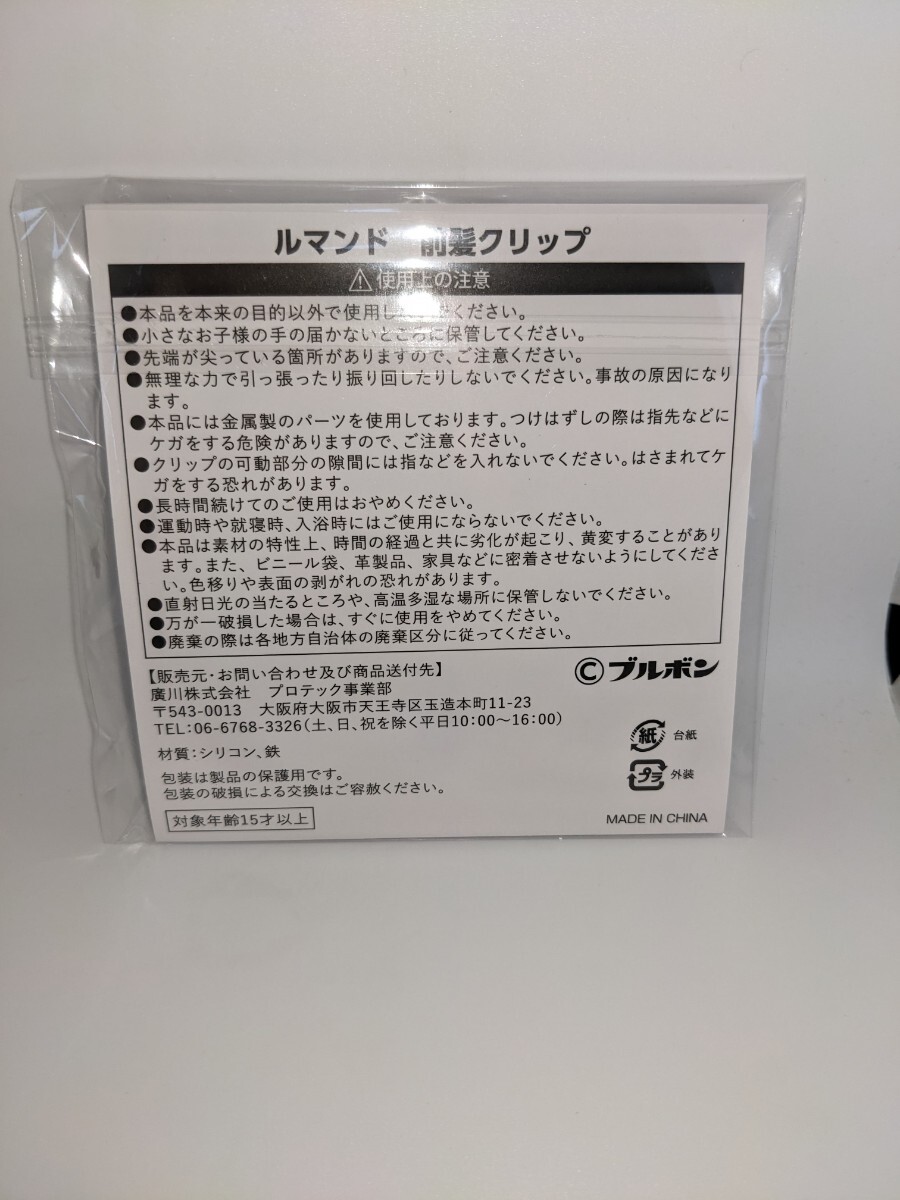 ルマンド 前髪クリップ
⚠使用上の注意
●本品を本来の目的以外で使用し ください。
●小さなお子様の手の届かないところに保管してください。
●先端が尖っている箇所がありますので、ご注意ください。
●無理な力で引っ張ったり振り回したりしないでください。事故の原因になり
ます。
●本品には金属製のパーツを使用しております。つけはずしの際は指先などに
ケガをする危険がありますので、ご注意ください。
●クリップの可動部分の隙間には指などを入れないでください。はさまれてケ
ガをする恐れがあります。
●長時間続けてのご使用はおやめください。
●運動時や就寝時、入浴時にはご使用にならないでください。
●本品は素材の特性上、時間の経過と共に劣化が起こり、黄変することがあり
ます。また、ビニール袋、革製品、家具などに密着させないようにしてくださ
い。色移りや表面の剥がれの恐れがあります。
●直射日光の当たるところや、高温多湿な場所に保管しないでください。
●万が一破損した場合は、すぐに使用をやめてください。
●廃棄の際は各地方自治体の廃棄区分に従ってください。
【販売元・お問い合わせ及び商品送付先】
廣川株式会社 プロテック事業部
〒543-0013 大阪府大阪市天王寺区玉造本町11-23
TEL:06-6768-3326(土、日、祝を除く平日10:00〜16:00)
©ブルボン
材質:シリコン、鉄
紙 台紙
包装は製品の保護用です。
包装の破損による交換はご容赦ください。
プラ 外装
対象年齢15才以上
MADE IN CHINA